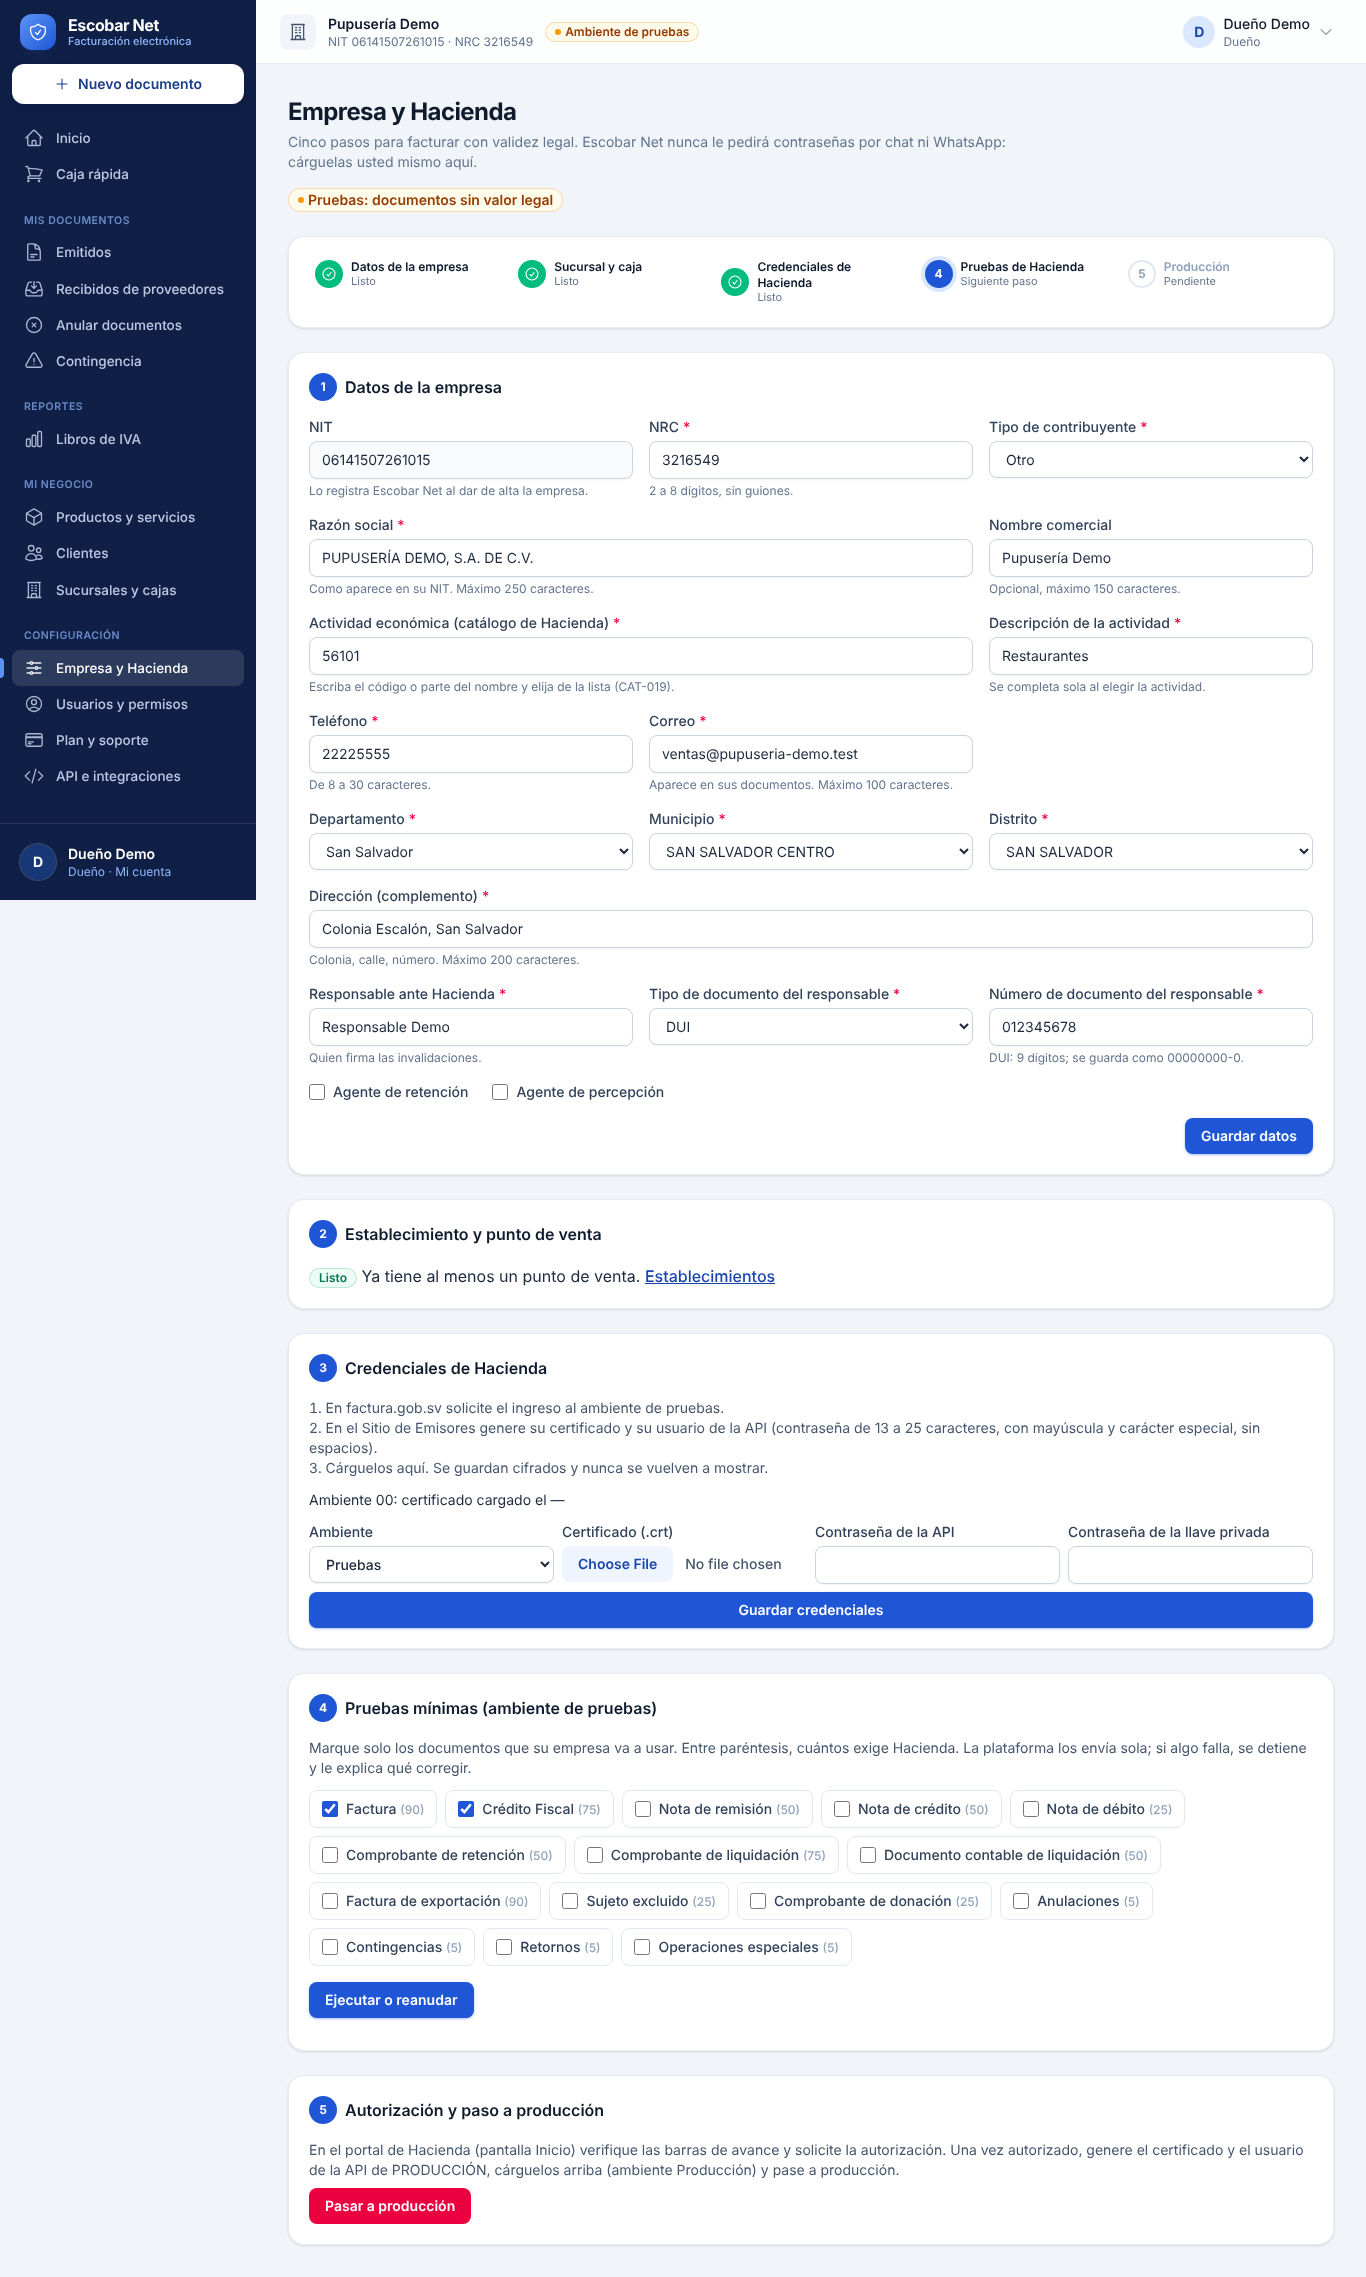 Escobar Net
Facturación electrónica
Nuevo documento
Inicio
Caja rápida
MIS DOCUMENTOS
Emitidos
Recibidos de proveedores
Anular documentos
Contingencia
REPORTES
Libros de IVA
MI NEGOCIO
Productos y servicios
Clientes
Sucursales y cajas
CONFIGURACIÓN
Empresa y Hacienda
Usuarios y permisos
Plan y soporte
API e integraciones
D
Dueño Demo
Dueño · Mi cuenta
Pupusería Demo
NIT 06141507261015 · NRC 3216549
Ambiente de pruebas
D
Dueño Demo
Dueño
Empresa y Hacienda
Cinco pasos para facturar con validez legal. Escobar Net nunca le pedirá contraseñas por chat ni WhatsApp:
cárguelas usted mismo aquí.
Pruebas: documentos sin valor legal
Datos de la empresa
Listo
Sucursal y caja
Listo
Credenciales de
Hacienda
Listo
4
Pruebas de Hacienda
Siguiente paso
5
Producción
Pendiente
1 Datos de la empresa
NIT
06141507261015
Lo registra Escobar Net al dar de alta la empresa.
NRC *
3216549
2 a 8 dígitos, sin guiones.
Tipo de contribuyente *
Otro
Razón social *
PUPUSERÍA DEMO, S.A. DE C.V.
Como aparece en su NIT. Máximo 250 caracteres.
Nombre comercial
Pupusería Demo
Opcional, máximo 150 caracteres.
Actividad económica (catálogo de Hacienda) *
56101
Escriba el código o parte del nombre y elija de la lista (CAT-019).
Descripción de la actividad *
Restaurantes
Se completa sola al elegir la actividad.
Teléfono *
22225555
De 8 a 30 caracteres.
Correo *
ventas@pupuseria-demo.test
Aparece en sus documentos. Máximo 100 caracteres.
Departamento *
San Salvador
Municipio *
SAN SALVADOR CENTRO
Distrito *
SAN SALVADOR
Dirección (complemento) *
Colonia Escalón, San Salvador
Colonia, calle, número. Máximo 200 caracteres.
Responsable ante Hacienda *
Responsable Demo
Quien firma las invalidaciones.
Tipo de documento del responsable *
DUI
Número de documento del responsable *
012345678
DUI: 9 dígitos; se guarda como 00000000-0.
Agente de retención
Agente de percepción
Guardar datos
2 Establecimiento y punto de venta
Listo Ya tiene al menos un punto de venta. Establecimientos
3 Credenciales de Hacienda
1. En factura.gob.sv solicite el ingreso al ambiente de pruebas.
2. En el Sitio de Emisores genere su certificado y su usuario de la API (contraseña de 13 a 25 caracteres, con mayúscula y carácter especial, sin
espacios).
3. Cárguelos aquí. Se guardan cifrados y nunca se vuelven a mostrar.
Ambiente 00: certificado cargado el —
Ambiente
Pruebas
Certificado (.crt)
Choose File No file chosen
Contraseña de la API
Contraseña de la llave privada
Guardar credenciales
4 Pruebas mínimas (ambiente de pruebas)
Marque solo los documentos que su empresa va a usar. Entre paréntesis, cuántos exige Hacienda. La plataforma los envía sola; si algo falla, se detiene
y le explica qué corregir.
Factura (90)
Crédito Fiscal (75)
Nota de remisión (50)
Nota de crédito (50)
Nota de débito (25)
Comprobante de retención (50)
Comprobante de liquidación (75)
Documento contable de liquidación (50)
Factura de exportación (90)
Sujeto excluido (25)
Comprobante de donación (25)
Anulaciones (5)
Contingencias (5)
Retornos (5)
Operaciones especiales (5)
Ejecutar o reanudar
5 Autorización y paso a producción
En el portal de Hacienda (pantalla Inicio) verifique las barras de avance y solicite la autorización. Una vez autorizado, genere el certificado y el usuario
de la API de PRODUCCIÓN, cárguelos arriba (ambiente Producción) y pase a producción.
Pasar a producción